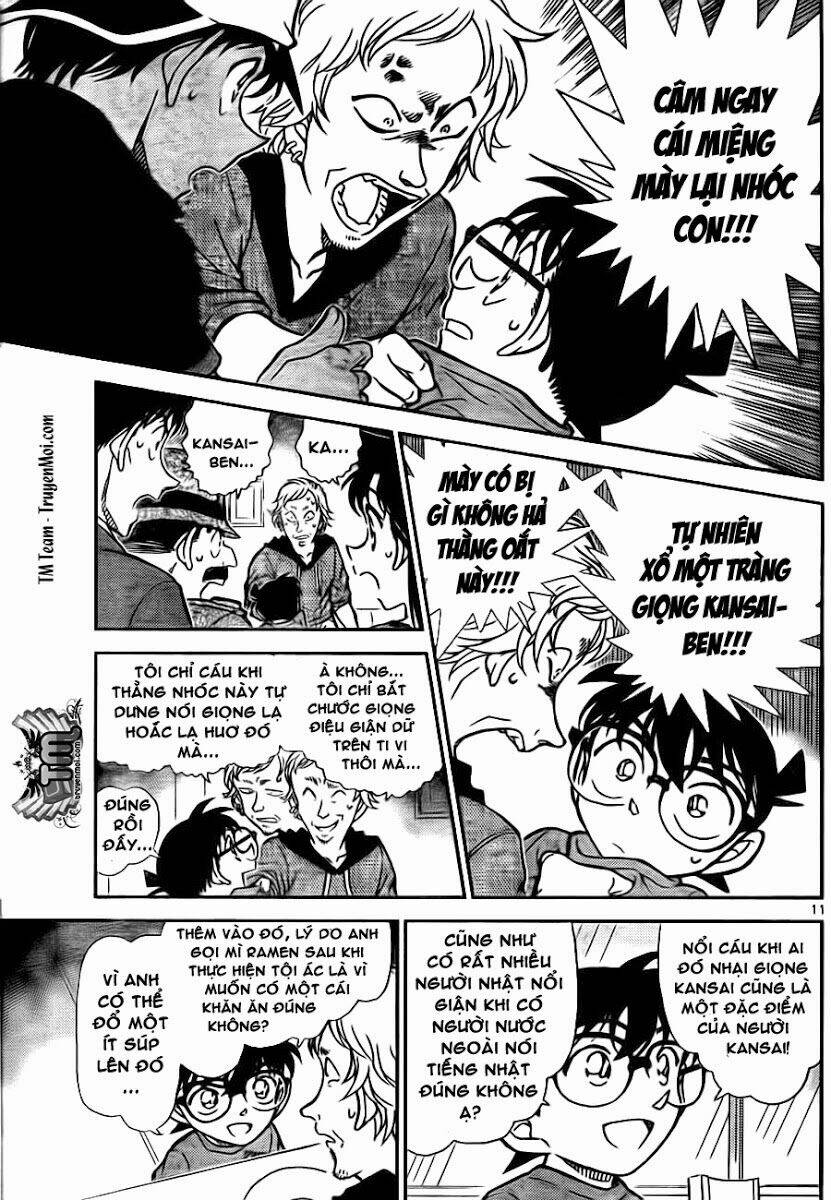 CÂM NGAY
CÁI MIỆNG
MÀY LẠI NHÓC
CON!!!
TỰ NHIÊN
XỔ MỘT TRÀNG
GIỌNG KANSAI-
BEN!!!
MÀY CÓ BỊ
GÌ KHÔNG HẢ
THẰNG OẮT
NÀY!!!
KA...
KANSAI-
BEN...
TM Team - TruyenMoi.com
À KHÔNG...
TÔI CHỈ BẮT
CHƯỚC GIỌNG
ĐIỆU GIẬN DỮ
TRÊN TI VI
THÔI MÀ...
TÔI CHỈ CÁU KHI
THẰNG NHÓC NÀY TỰ
DƯNG NÓI GIỌNG LẠ
HOẮC LẠ HUƠ ĐÓ
MÀ...
ĐÚNG
RỒI
ĐẤY...
TM
truyenmoi.com
11
NỔI CÁU KHI AI
ĐÓ NHẠI GIỌNG
KANSAI CŨNG LÀ
MỘT ĐẶC ĐIỂM
CỦA NGƯỜI
KANSAI!
CŨNG NHƯ
CÓ RẤT NHIỀU
NGƯỜI NHẬT NỔI
GIẬN KHI CÓ
NGƯỜI NƯỚC
NGOÀI NÓI
TIẾNG NHẬT
ĐÚNG KHÔNG
Ạ?
THÊM VÀO ĐÓ, LÝ DO ANH
GỌI MÌ RAMEN SAU KHI
THỰC HIỆN TỘI ÁC LÀ VÌ
MUỐN CÓ MỘT CÁI
KHĂN ĂN ĐÚNG
KHÔNG?
VÌ ANH
CÓ THỂ
ĐỔ MỘT
ÍT SÚP
LÊN ĐÓ
...